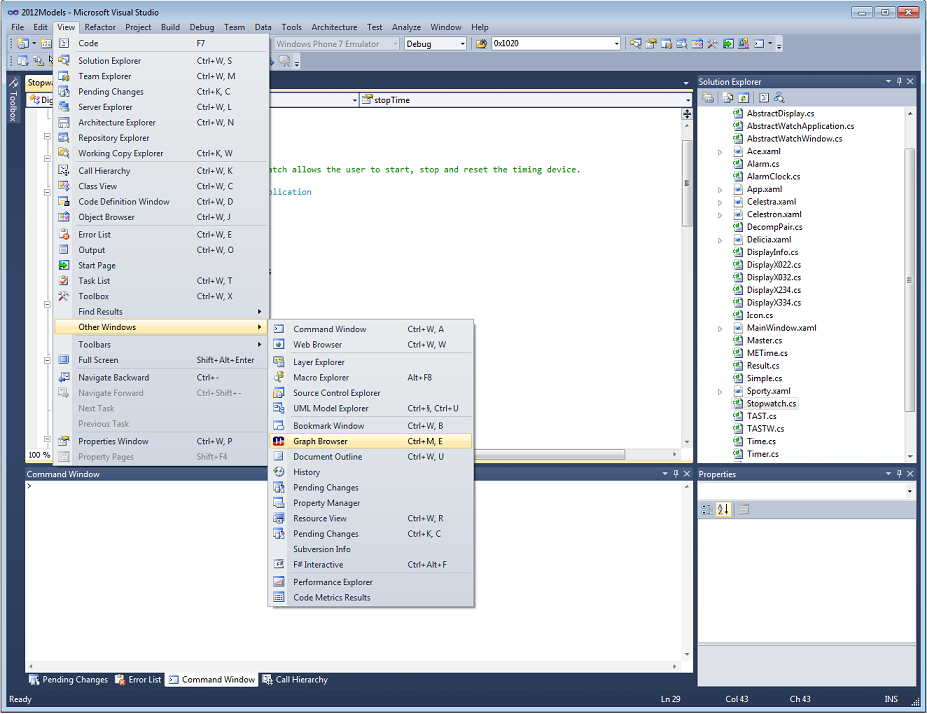 2012Models - Microsoft Visual Studio
File Edit View Refactor Project Build Debug Team Data Tools Architecture Test Analyze Window Help
Windows Phone 7 Emulator Debug 0x1020
Code F7
Solution Explorer Ctrl+W, S
Team Explorer Ctrl+W, M
Pending Changes Ctrl+K, C
Server Explorer Ctrl+W, L
Architecture Explorer Ctrl+W, N
Repository Explorer
Working Copy Explorer Ctrl+K, W
Call Hierarchy Ctrl+W, K
Class View Ctrl+W, C
Code Definition Window Ctrl+W, D
Object Browser Ctrl+W, J
Error List Ctrl+W, E
Output Ctrl+W, O
Start Page
Task List Ctrl+W, T
Toolbox Ctrl+W, X
Find Results
Other Windows
Toolbars
Full Screen Shift+Alt+Enter
Navigate Backward Ctrl+-
Navigate Forward Ctrl+Shift+-
Next Task
Previous Task
Properties Window Ctrl+W, P
Property Pages Shift+F4
Command Window Ctrl+W, A
Web Browser Ctrl+W, W
Layer Explorer
Macro Explorer Alt+F8
Source Control Explorer
UML Model Explorer Ctrl+§, Ctrl+U
Bookmark Window Ctrl+W, B
Graph Browser Ctrl+M, E
Document Outline Ctrl+W, U
History
Pending Changes
Property Manager
Resource View Ctrl+W, R
Pending Changes Ctrl+K, C
Subversion Info
F# Interactive Ctrl+Alt+F
Performance Explorer
Code Metrics Results
Toolbox
Stopw
Dig
stopTime
atch allows the user to start, stop and reset the timing device.
plication
100 %
Solution Explorer
AbstractDisplay.cs
AbstractWatchApplication.cs
AbstractWatchWindow.cs
Ace.xaml
Alarm.cs
AlarmClock.cs
App.xaml
Celestra.xaml
Celestron.xaml
DecompPair.cs
Delicia.xaml
DisplayInfo.cs
DisplayX022.cs
DisplayX032.cs
DisplayX234.cs
DisplayX334.cs
Icon.cs
MainWindow.xaml
Master.cs
METime.cs
Result.cs
Simple.cs
Sporty.xaml
Stopwatch.cs
TAST.cs
TASTW.cs
Time.cs
Timer.cs
Command Window
>
Properties
Pending Changes Error List Command Window Call Hierarchy
Ready Ln 29 Col 43 Ch 43 INS